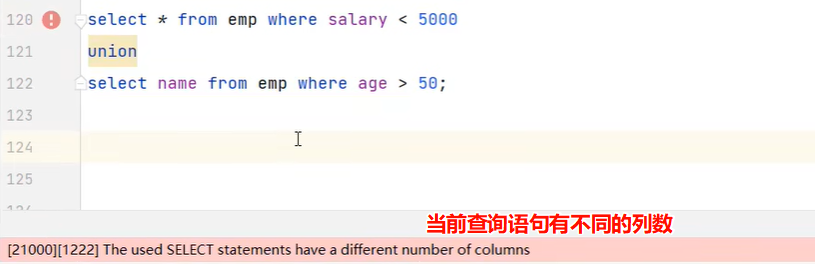 120 select * from emp where salary < 5000
121 union
122 select name from emp where age > 50;
123
124
125
当前查询语句有不同的列数
[21000][1222] The used SELECT statements have a different number of columns